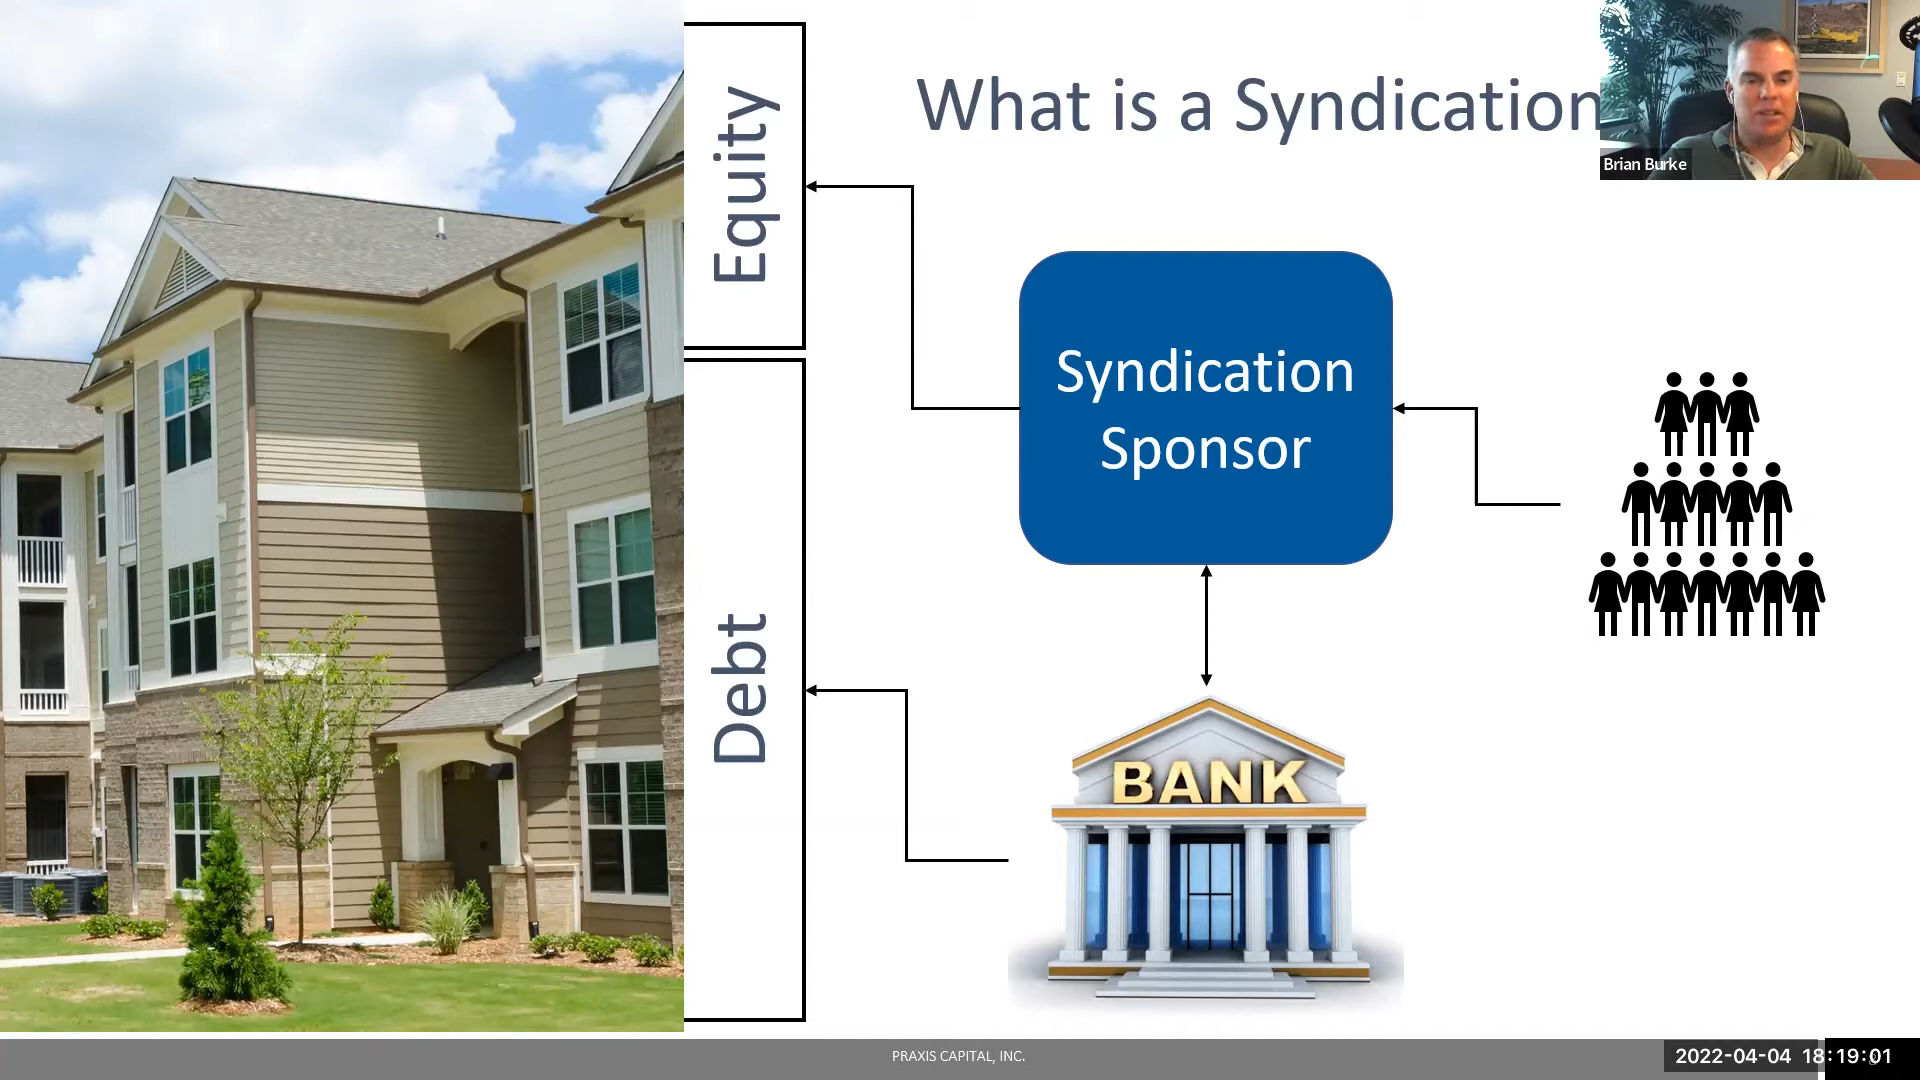 What is a Syndication
Brian Burke
Equity
Syndication
Sponsor
Debt
BANK
PRAXIS CAPITAL, INC.
2022-04-04 18:19:01